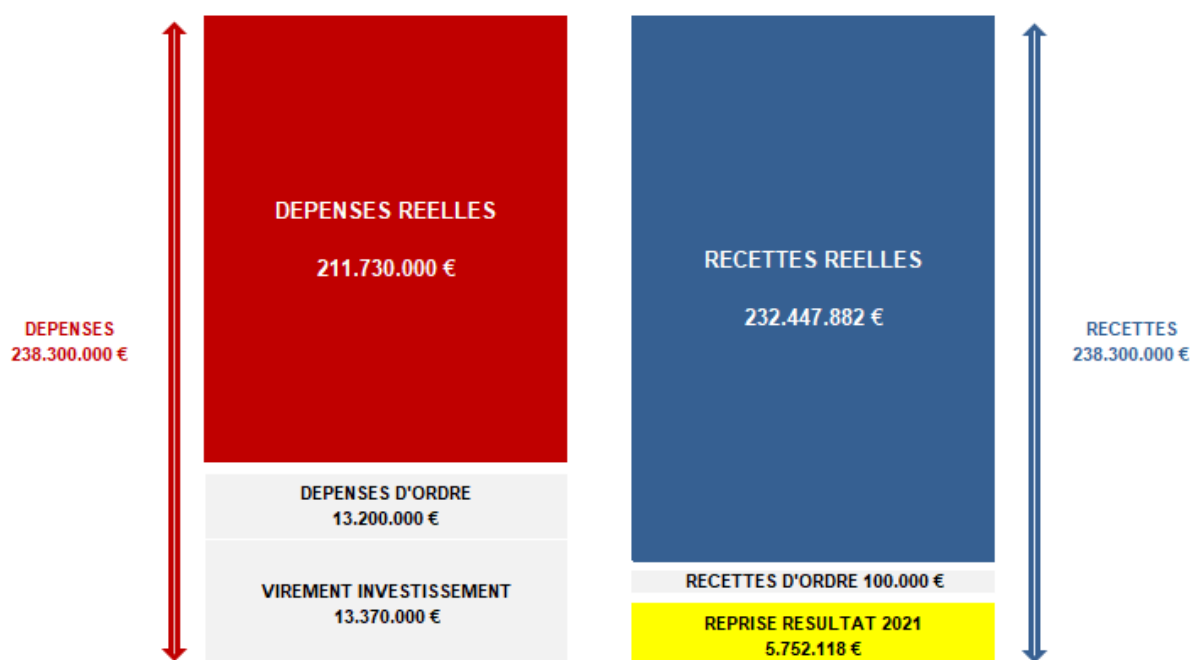 DEPENSES
238.300.000 €
DEPENSES REELLES
211.730.000 €
DEPENSES D'ORDRE
13.200.000 €
VIREMENT INVESTISSEMENT
13.370.000 €
RECETTES REELLES
232.447.882 €
RECETTES D'ORDRE 100.000 €
REPRISE RESULTAT 2021
5.752.118 €
RECETTES
238.300.000 €